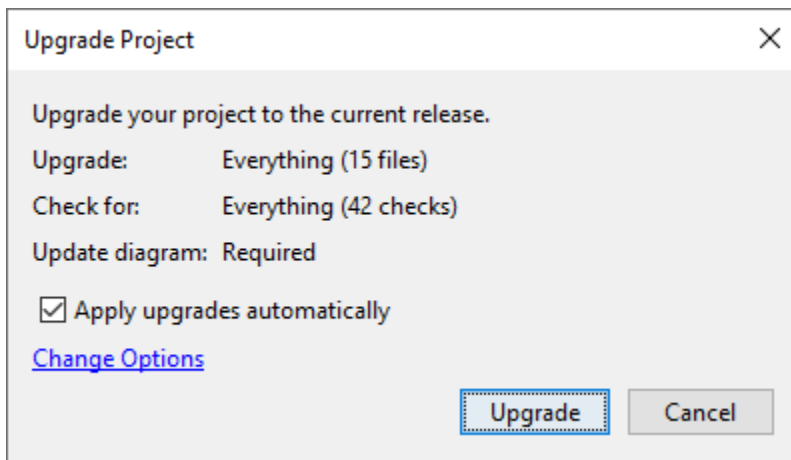 Upgrade Project
Upgrade your project to the current release.
Upgrade: Everything (15 files)
Check for: Everything (42 checks)
Update diagram: Required
Apply upgrades automatically
Change Options
Upgrade Cancel